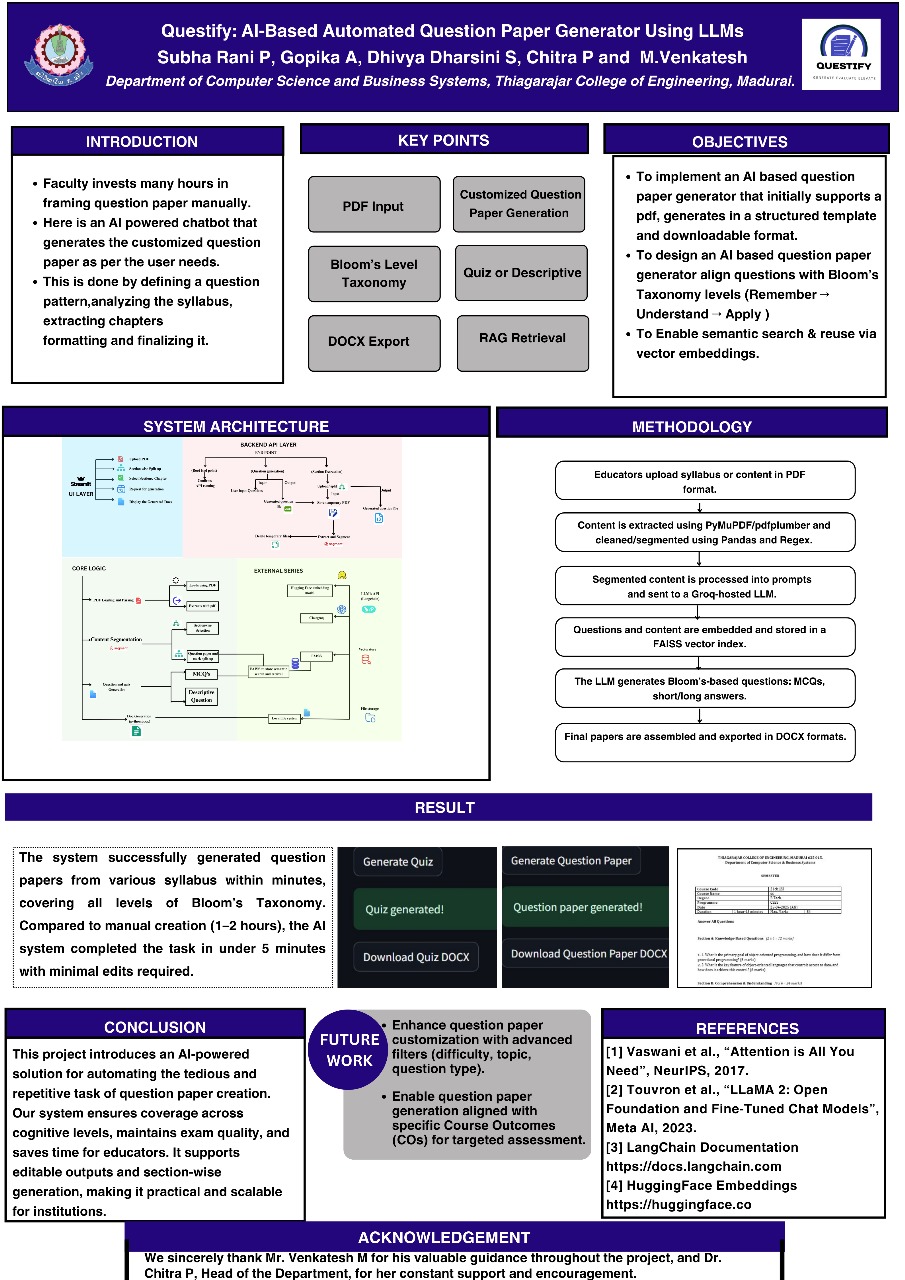 Questify: AI-Based Automated Question Paper Generator Using LLMs
Subha Rani P, Gopika A, Dhivya Dharsini S, Chitra P and M.Venkatesh
Department of Computer Science and Business Systems, Thiagarajar College of Engineering, Madurai.
QUESTIFY
INTRODUCTION
• Faculty invests many hours in
framing question paper manually.
• Here is an AI powered chatbot that
generates the customized question
paper as per the user needs.
• This is done by defining a question
pattern,analyzing the syllabus,
extracting chapters
formatting and finalizing it.
KEY POINTS
PDF Input
Customized Question
Paper Generation
Bloom's Level
Taxonomy
Quiz or Descriptive
DOCX Export
RAG Retrieval
OBJECTIVES
• To implement an AI based question
paper generator that initially supports a
pdf, generates in a structured template
and downloadable format.
• To design an AI based question paper
generator align questions with Bloom's
Taxonomy levels (Remember →
Understand → Apply )
• To Enable semantic search & reuse via
vector embeddings.
SYSTEM ARCHITECTURE
Streamlit
UI LAYER
BACKEND API LAYER
CORE LOGIC
Content Segmentation
MCQ's
Descriptive
Question
EXTERNAL SERIES
METHODOLOGY
Educators upload syllabus or content in PDF
format.
Content is extracted using PyMuPDF/pdfplumber and
cleaned/segmented using Pandas and Regex.
Segmented content is processed into prompts
and sent to a Groq-hosted LLM.
Questions and content are embedded and stored in a
FAISS vector index.
The LLM generates Bloom's-based questions: MCQs,
short/long answers.
Final papers are assembled and exported in DOCX formats.
RESULT
The system successfully generated question
papers from various syllabus within minutes,
covering all levels of Bloom's Taxonomy.
Compared to manual creation (1–2 hours), the AI
system completed the task in under 5 minutes
with minimal edits required.
Generate Quiz
Quiz generated!
Download Quiz DOCX
Generate Question Paper
Question paper generated!
Download Question Paper DOCX
Department of Computer Science & Business Systems
SEMESTER
Answer All Questions
CONCLUSION
This project introduces an AI-powered
solution for automating the tedious and
repetitive task of question paper creation.
Our system ensures coverage across
cognitive levels, maintains exam quality, and
saves time for educators. It supports
editable outputs and section-wise
generation, making it practical and scalable
for institutions.
FUTURE
WORK
• Enhance question paper
customization with advanced
filters (difficulty, topic,
question type).
• Enable question paper
generation aligned with
specific Course Outcomes
(COs) for targeted assessment.
REFERENCES
[1] Vaswani et al., “Attention is All You
Need”, NeurIPS, 2017.
[2] Touvron et al., “LLaMA 2: Open
Foundation and Fine-Tuned Chat Models”,
Meta AI, 2023.
[3] LangChain Documentation
https://docs.langchain.com
[4] HuggingFace Embeddings
https://huggingface.co
ACKNOWLEDGEMENT
We sincerely thank Mr. Venkatesh M for his valuable guidance throughout the project, and Dr.
Chitra P, Head of the Department, for her constant support and encouragement.